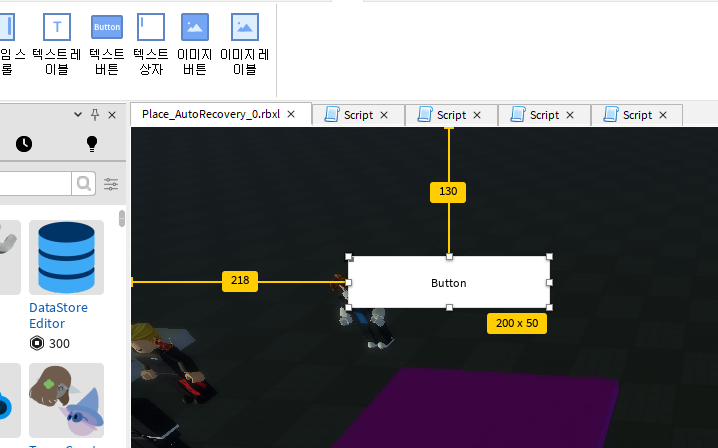 T
Button
임 스
롤
텍스트 레
이블
텍스트
버튼
텍스트
상자
이미지
버튼
이미지 레
이블
Place_AutoRecovery_0.rbxl
Script
Script
Script
Script
130
218
Button
200 x 50
DataStore
Editor
300